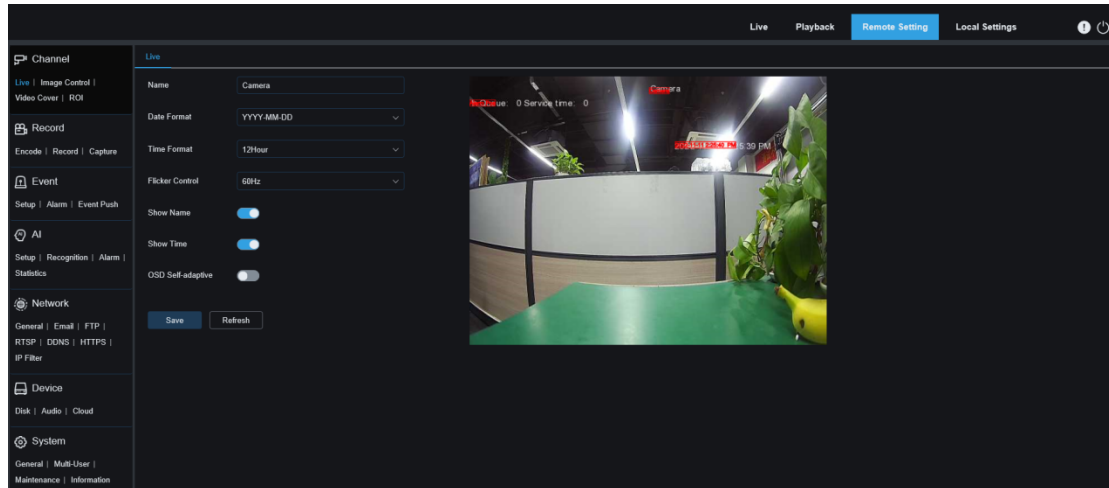 Live Playback Remote Setting Local Settings
Channel
Live | Image Control |
Video Cover | ROI
Record
Encode | Record | Capture
Event
Setup | Alarm | Event Push
AI
Setup | Recognition | Alarm |
Statistics
Network
General | Email | FTP |
RTSP | DDNS | HTTPS |
IP Filter
Device
Disk | Audio | Cloud
System
General | Multi-User |
Maintenance | Information
Live
Name Camera
Date Format YYYY-MM-DD
Time Format 12Hour
Flicker Control 60Hz
Show Name
Show Time
OSD Self-adaptive
Save Refresh
Camera
0 Service time: 0
PM